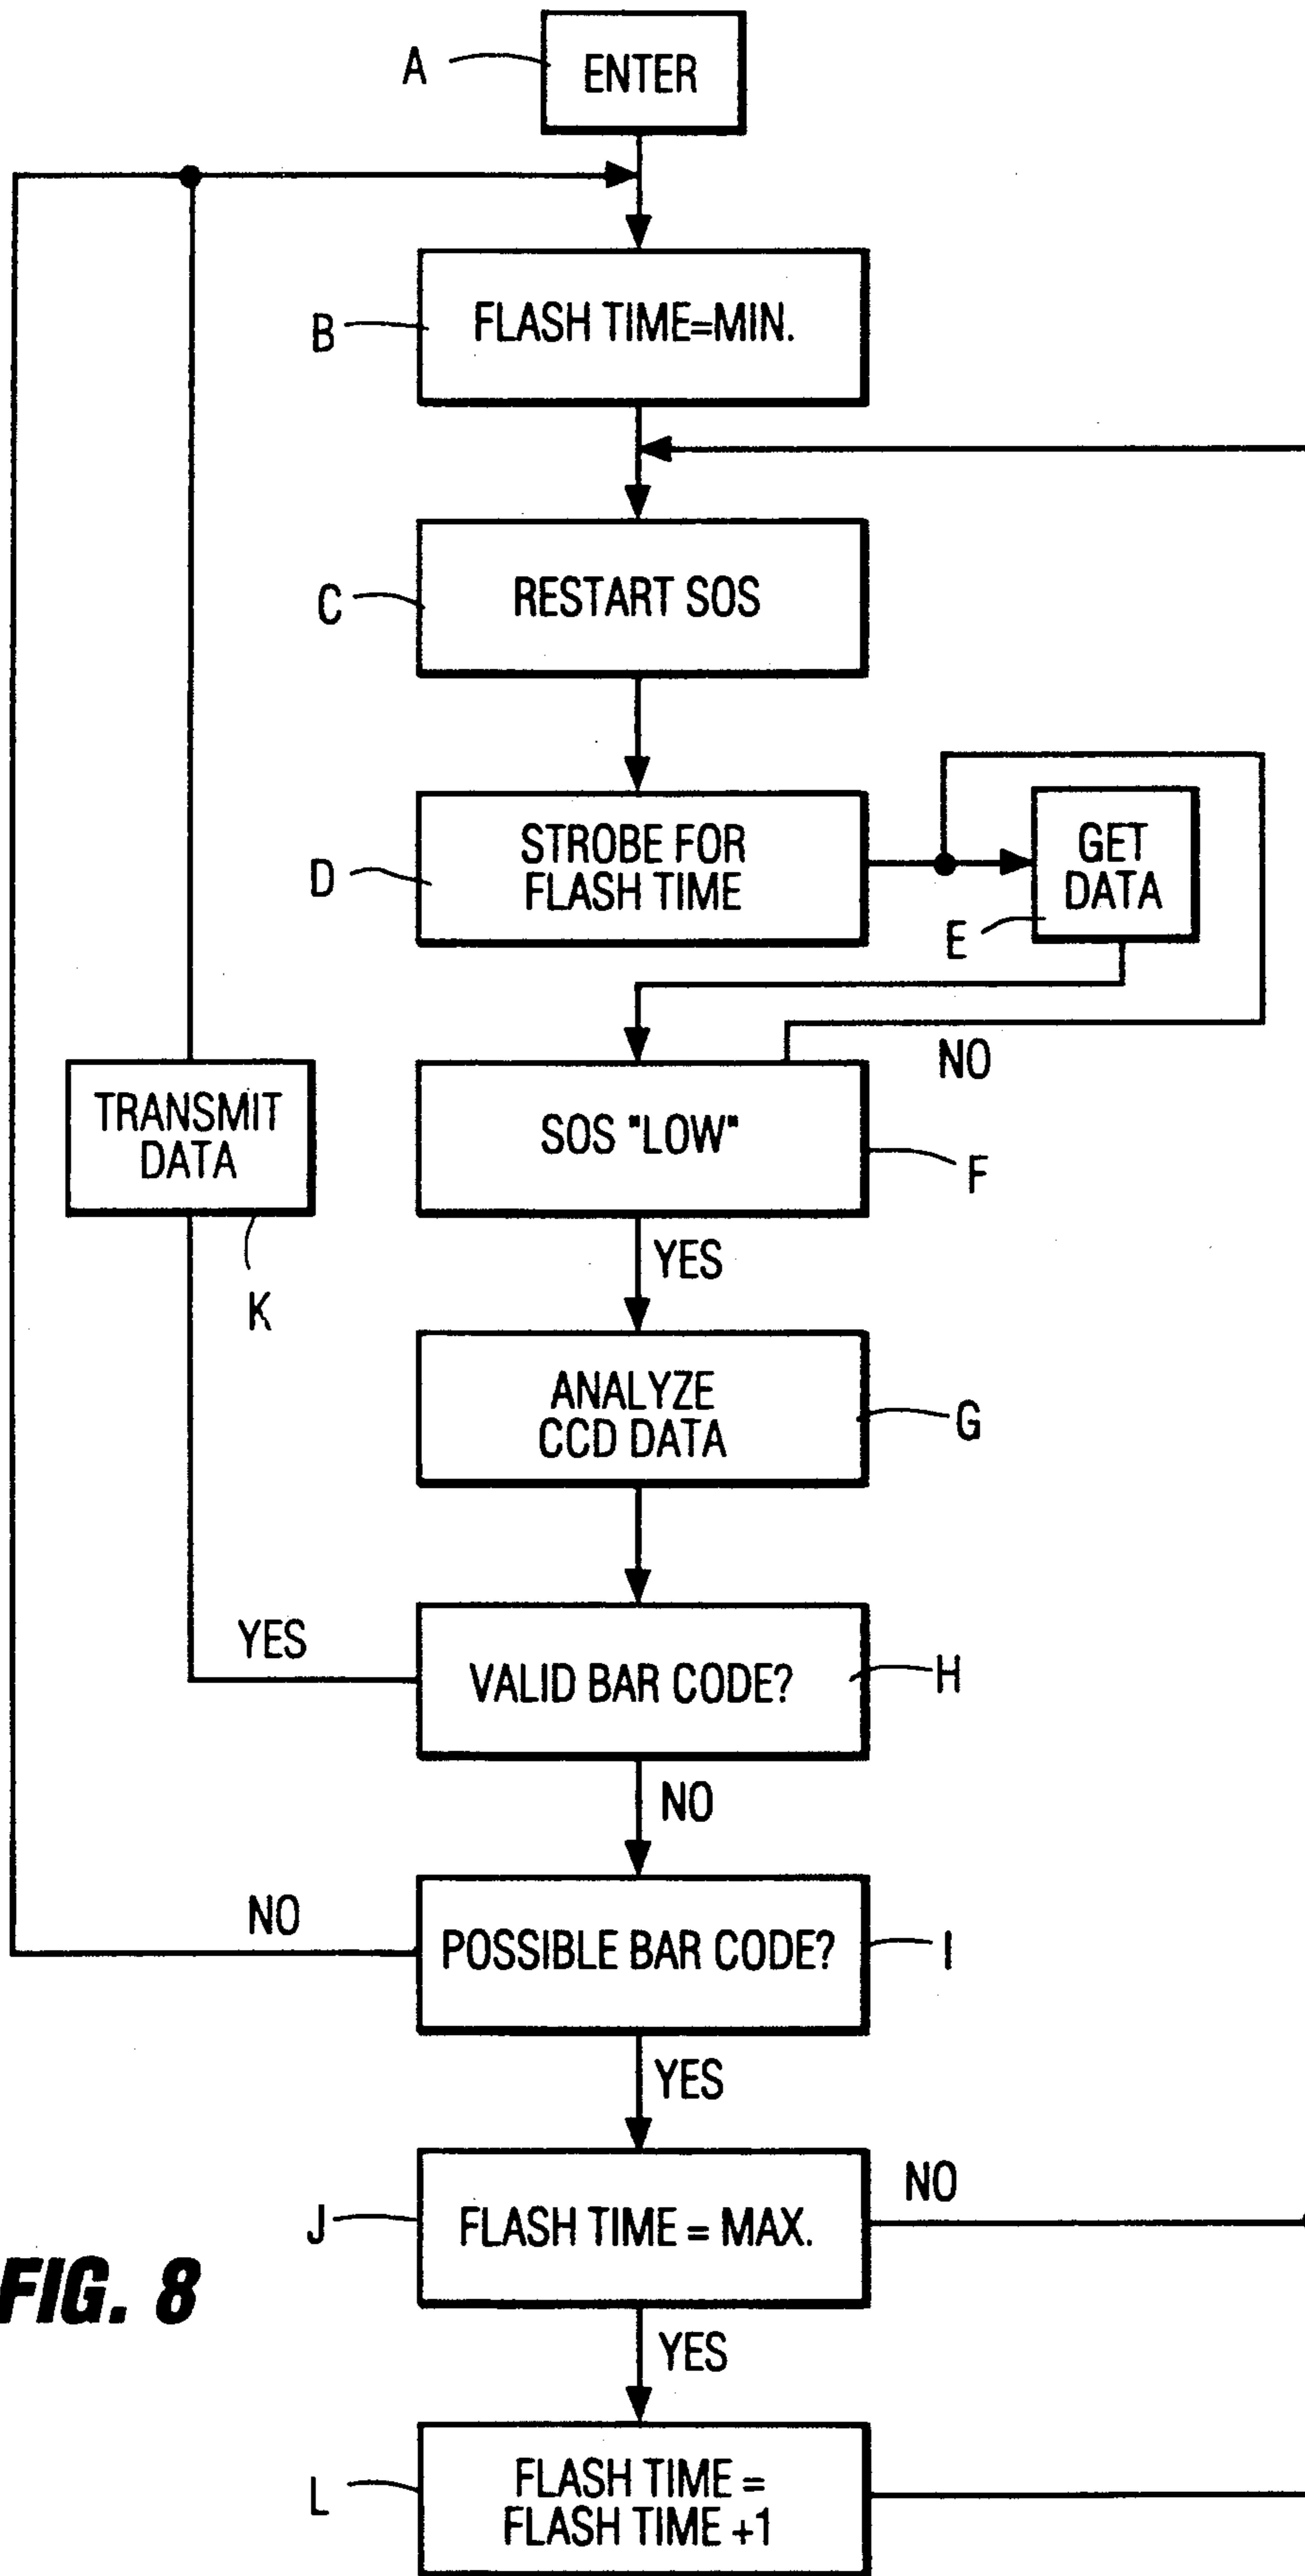 A
ENTER
B
FLASH TIME=MIN.
C
RESTART SOS
D
STROBE FOR
FLASH TIME
GET
DATA
E
NO
TRANSMIT
DATA
K
SOS "LOW"
F
YES
ANALYZE
CCD DATA
G
YES
VALID BAR CODE?
H
NO
NO
POSSIBLE BAR CODE?
I
YES
J
FLASH TIME = MAX.
NO
FIG. 8
YES
L
FLASH TIME =
FLASH TIME +1